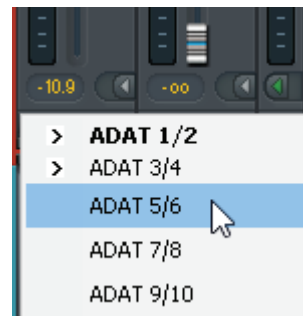 -10.9 -oo
> ADAT 1/2
> ADAT 3/4
ADAT 5/6
ADAT 7/8
ADAT 9/10